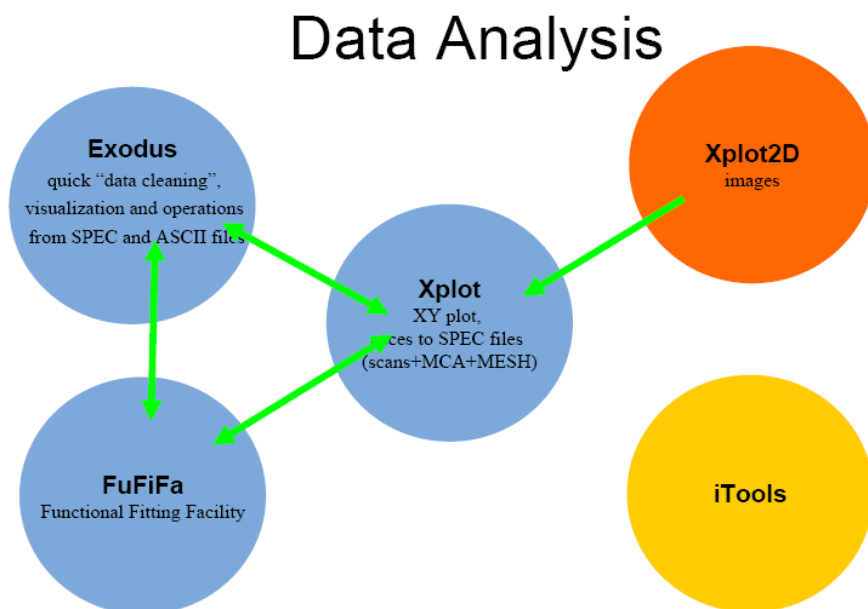 Data Analysis
Exodus
quick “data cleaning”,
visualization and operations
from SPEC and ASCII files
Xplot2D
images
Xplot
XY plot,
to SPEC files
(scans+MCA+MESH)
FuFiFa
Functional Fitting Facility
iTools